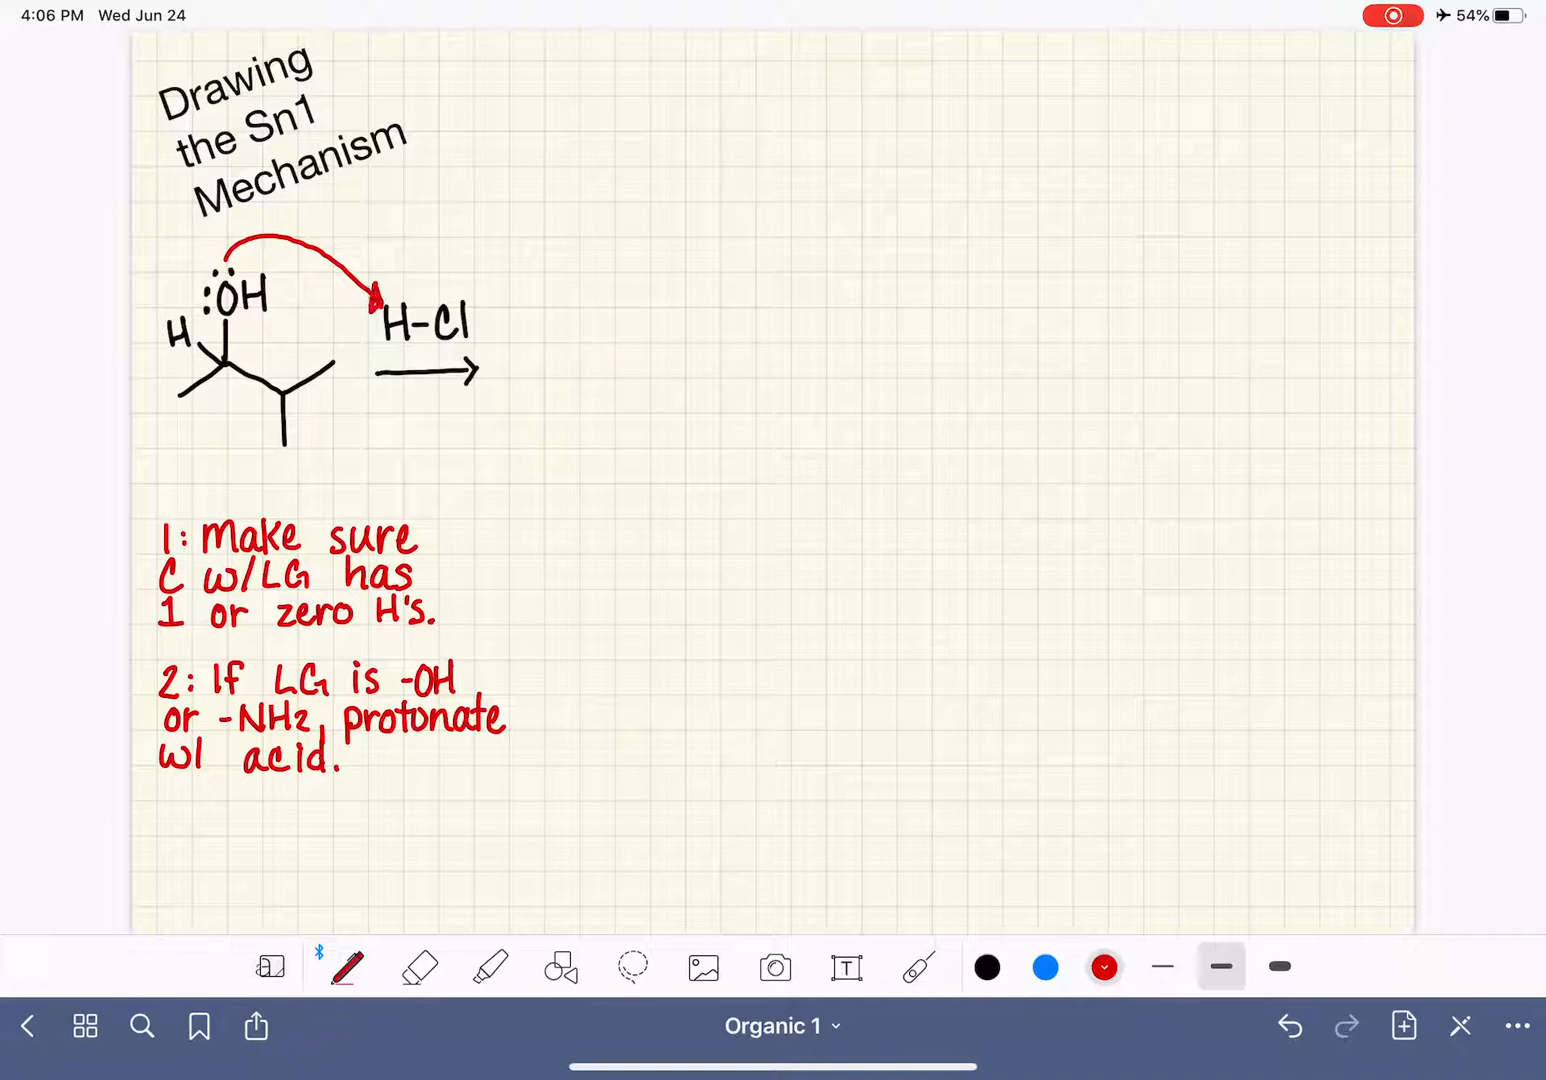 4:06 PM Wed Jun 24
54%
Drawing
the Sn1
Mechanism
:ÖH
H
H-Cl
1: Make sure
C w/LG has
1 or zero H's.
2: If LG is -OH
or -NH2, protonate
w/ acid.
T
Organic 1